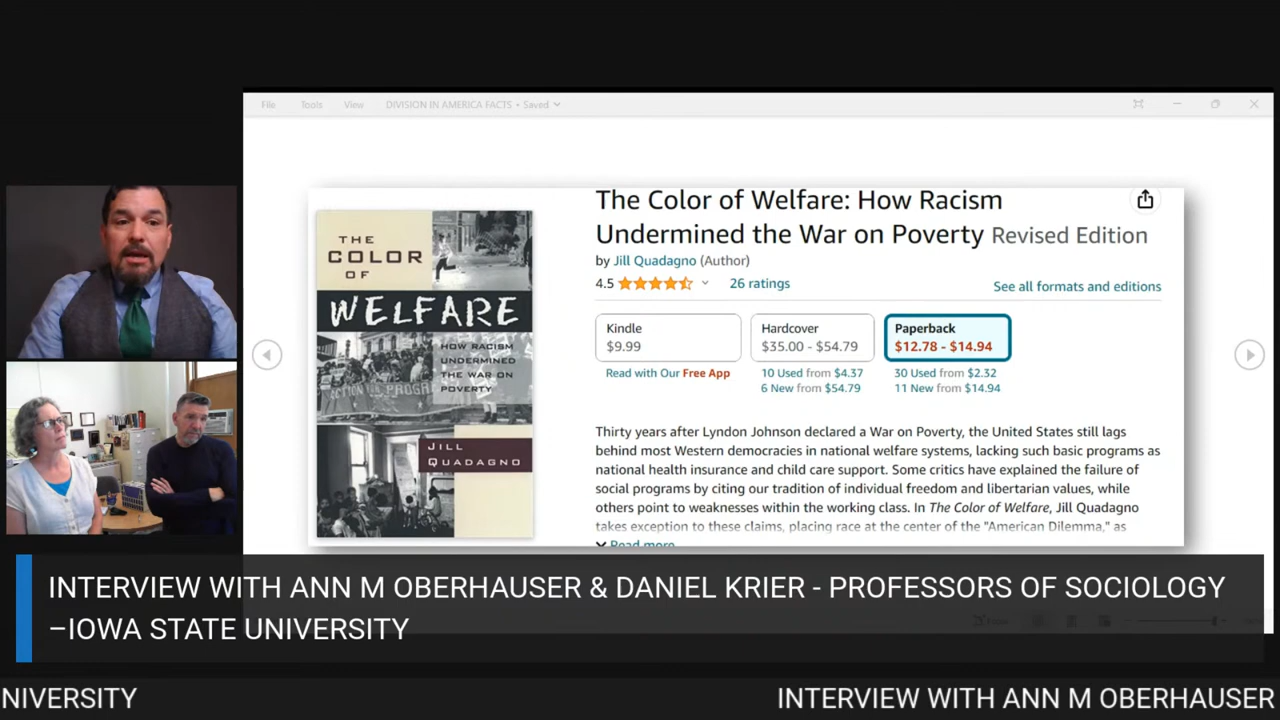 File Tools View DIVISION IN AMERICA FACTS • Saved
THE
COLOR
OF
WELFARE
HOW RACISM
UNDERMINED
THE WAR ON
POVERTY
JILL
QUADAGNO
The Color of Welfare: How Racism
Undermined the War on Poverty Revised Edition
by Jill Quadagno (Author)
4.5 26 ratings
See all formats and editions
Kindle
$9.99
Read with Our Free App
Hardcover
$35.00 - $54.79
10 Used from $4.37
6 New from $54.79
Paperback
$12.78 - $14.94
30 Used from $2.32
11 New from $14.94
Thirty years after Lyndon Johnson declared a War on Poverty, the United States still lags
behind most Western democracies in national welfare systems, lacking such basic programs as
national health insurance and child care support. Some critics have explained the failure of
social programs by citing our tradition of individual freedom and libertarian values, while
others point to weaknesses within the working class. In The Color of Welfare, Jill Quadagno
takes exception to these claims, placing race at the center of the "American Dilemma," as
Read more
INTERVIEW WITH ANN M OBERHAUSER & DANIEL KRIER - PROFESSORS OF SOCIOLOGY
–IOWA STATE UNIVERSITY
NIVERSITY INTERVIEW WITH ANN M OBERHAUSER